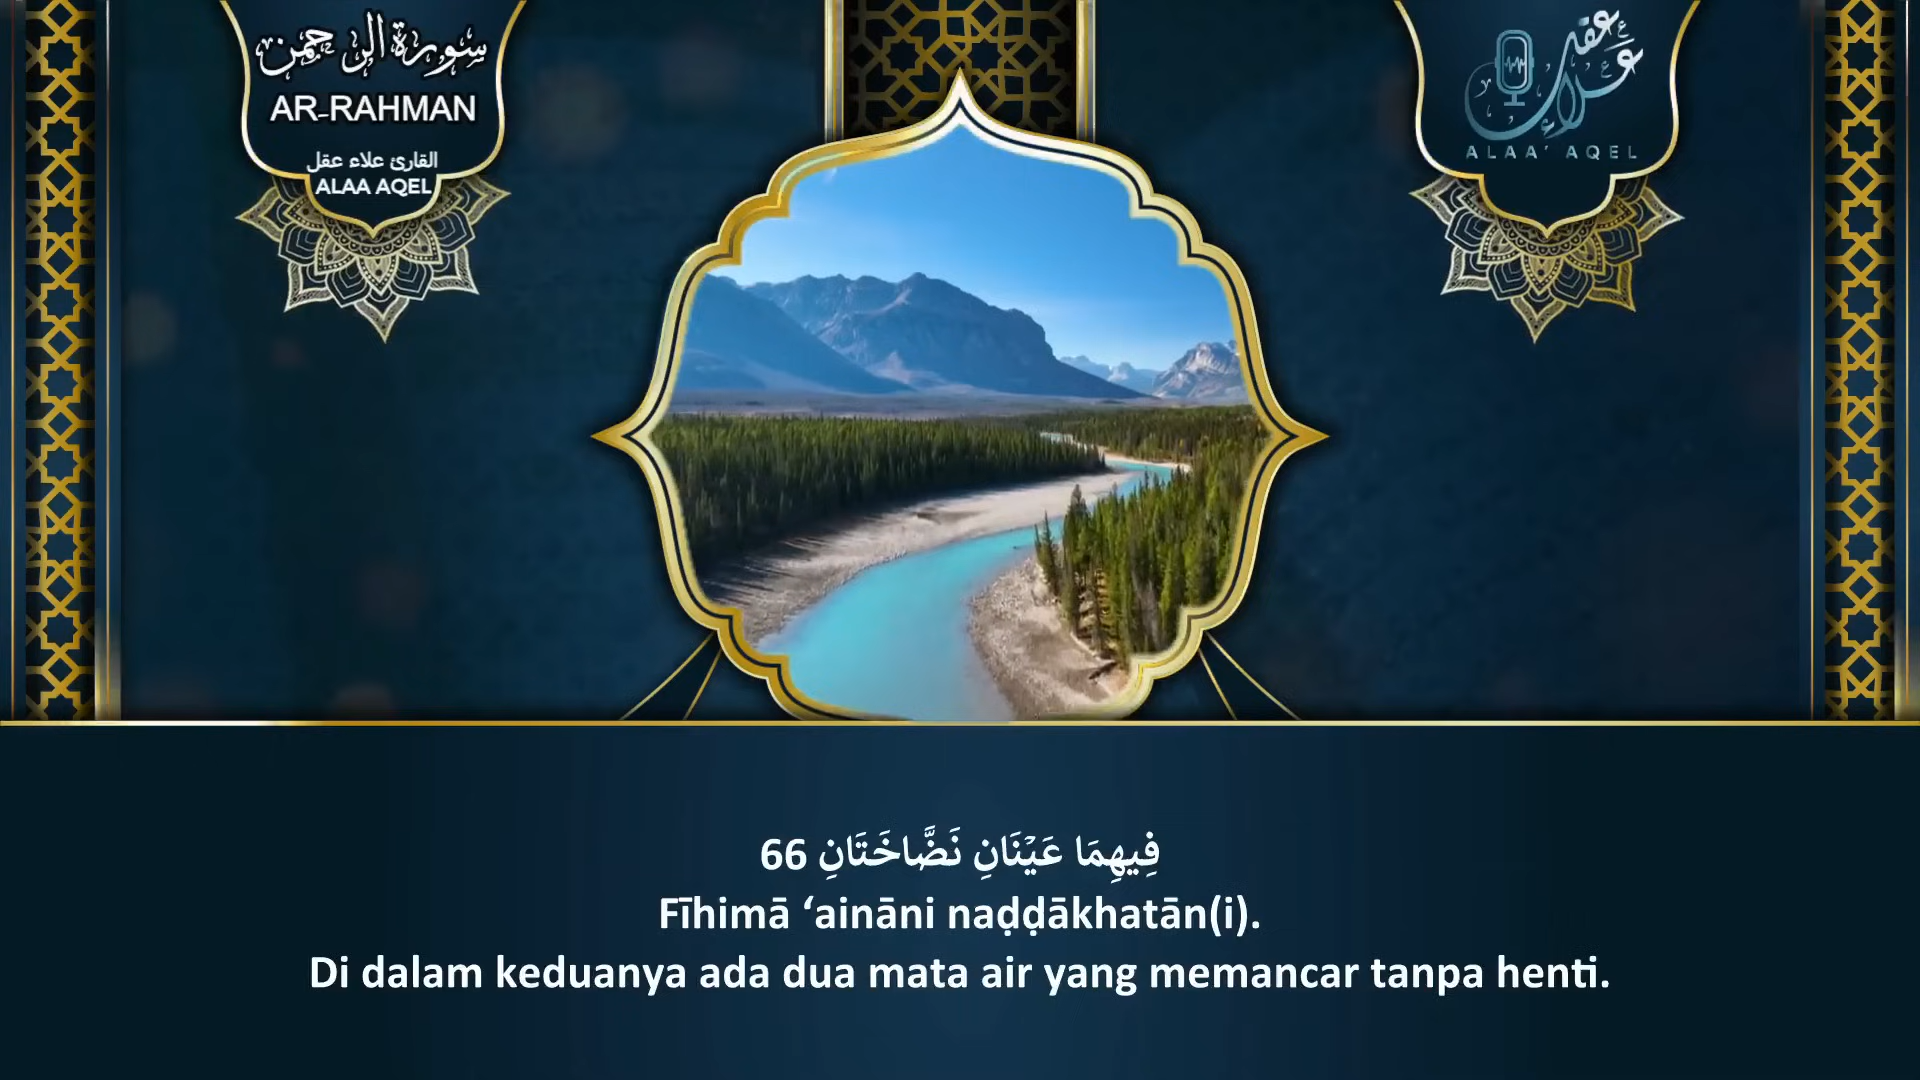 سورة الرحمن
AR-RAHMAN
القارئ علاء عقل
ALAA AQEL
علاء عقل
ALAA' AQEL
فِيهِمَا عَيْنَانِ نَضَّاخَتَانِ 66
Fīhimā ‘aināni naḍḍākhatān(i).
Di dalam keduanya ada dua mata air yang memancar tanpa henti.